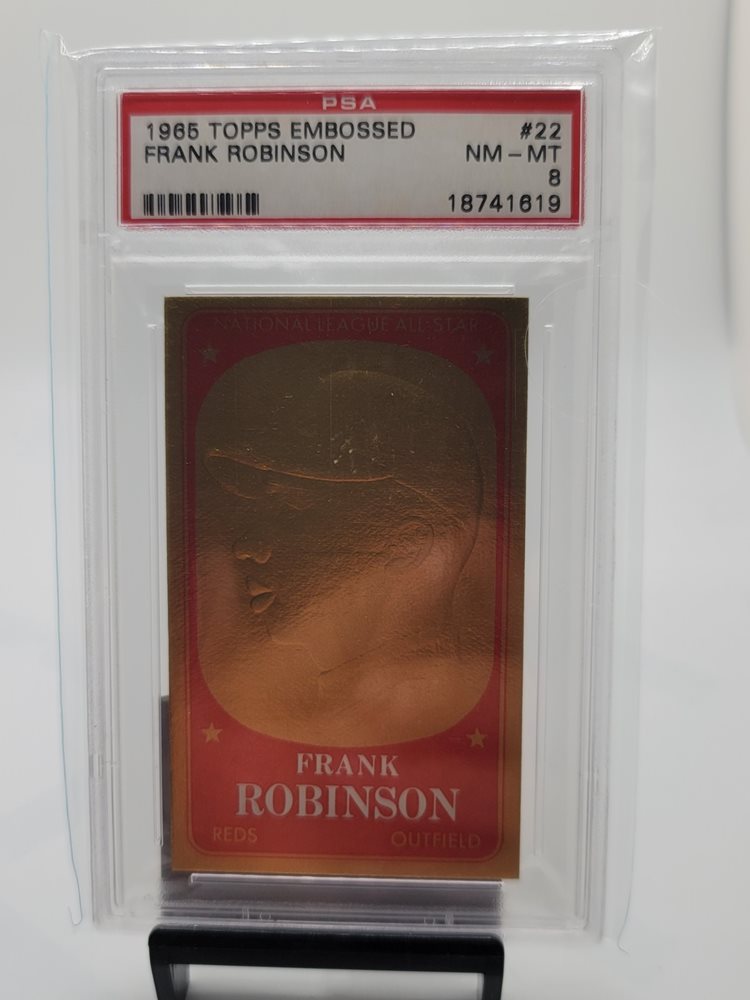 PSA
1965 TOPPS EMBOSSED #22
FRANK ROBINSON NM-MT
8
18741619
NATIONAL LEAGUE ALL-STAR
FRANK
ROBINSON
REDS OUTFIELD